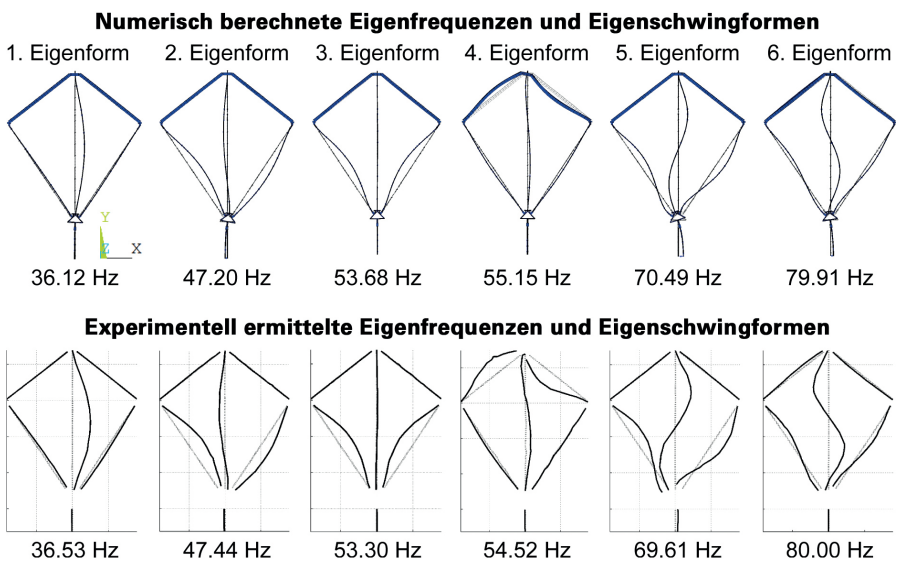 Numerisch berechnete Eigenfrequenzen und Eigenschwingformen
1. Eigenform 2. Eigenform 3. Eigenform 4. Eigenform 5. Eigenform 6. Eigenform
Y
Z X
36.12 Hz 47.20 Hz 53.68 Hz 55.15 Hz 70.49 Hz 79.91 Hz
Experimentell ermittelte Eigenfrequenzen und Eigenschwingformen
36.53 Hz 47.44 Hz 53.30 Hz 54.52 Hz 69.61 Hz 80.00 Hz